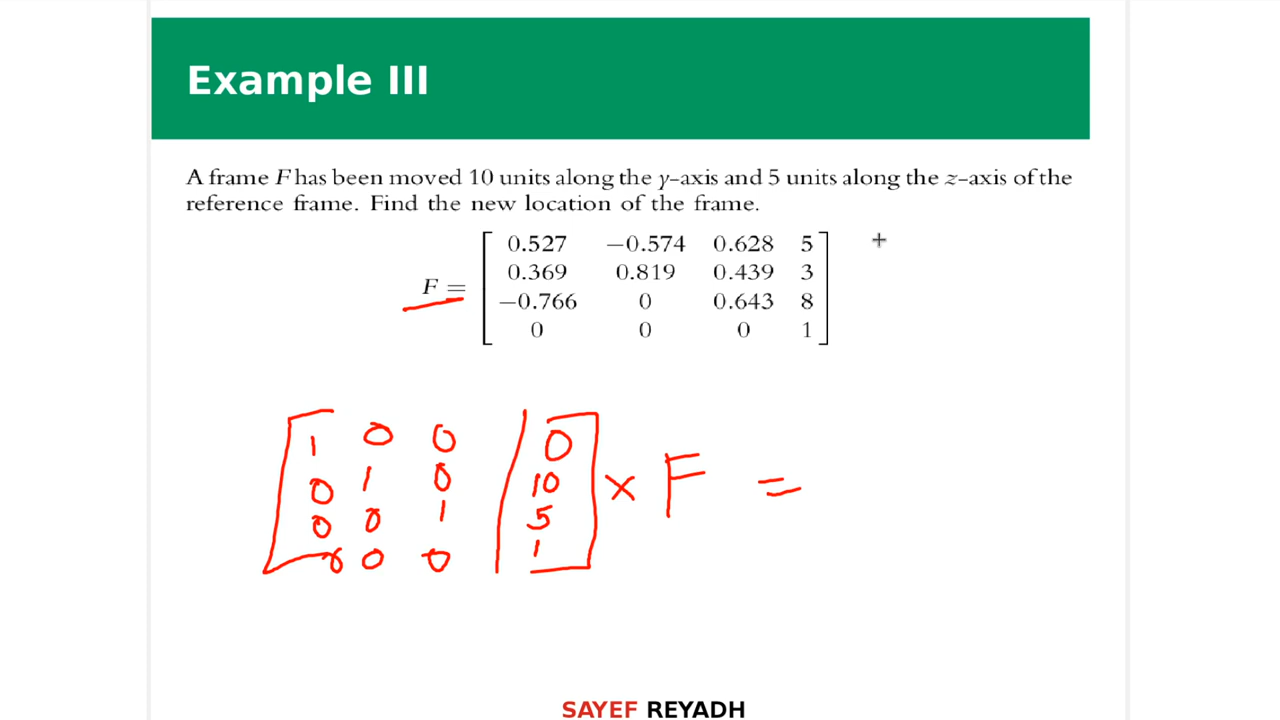 Example III
A frame F has been moved 10 units along the y-axis and 5 units along the z-axis of the
reference frame. Find the new location of the frame.
0.527 −0.574 0.628 5
0.369 0.819 0.439 3
F =
−0.766 0 0.643 8
0 0 0 1
1 0 0 0
0 1 0 10
× F =
0 0 1 5
0 0 0 1
SAYEF REYADH